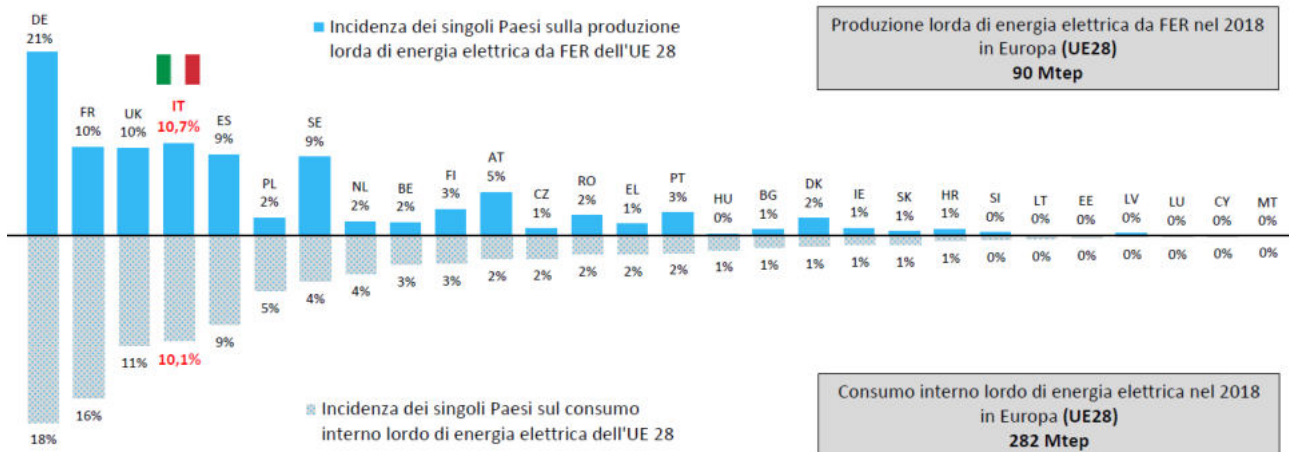 DE
21%
FR
10%
UK
10%
IT
10,7%
ES
9%
PL
2%
SE
9%
NL
2%
BE
2%
FI
3%
AT
5%
CZ
1%
RO
2%
EL
1%
PT
3%
HU
0%
BG
1%
DK
2%
IE
1%
SK
1%
HR
1%
SI
0%
LT
0%
EE
0%
LV
0%
LU
0%
CY
0%
MT
0%
Incidenza dei singoli Paesi sulla produzione
lorda di energia elettrica da FER dell'UE 28
Produzione lorda di energia elettrica da FER nel 2018
in Europa (UE28)
90 Mtep
18%
16%
11%
10,1%
9%
5%
4%
4%
3%
3%
2%
2%
2%
2%
2%
1%
1%
1%
1%
1%
1%
0%
0%
0%
0%
0%
0%
0%
Incidenza dei singoli Paesi sul consumo
interno lordo di energia elettrica dell'UE 28
Consumo interno lordo di energia elettrica nel 2018
in Europa (UE28)
282 Mtep